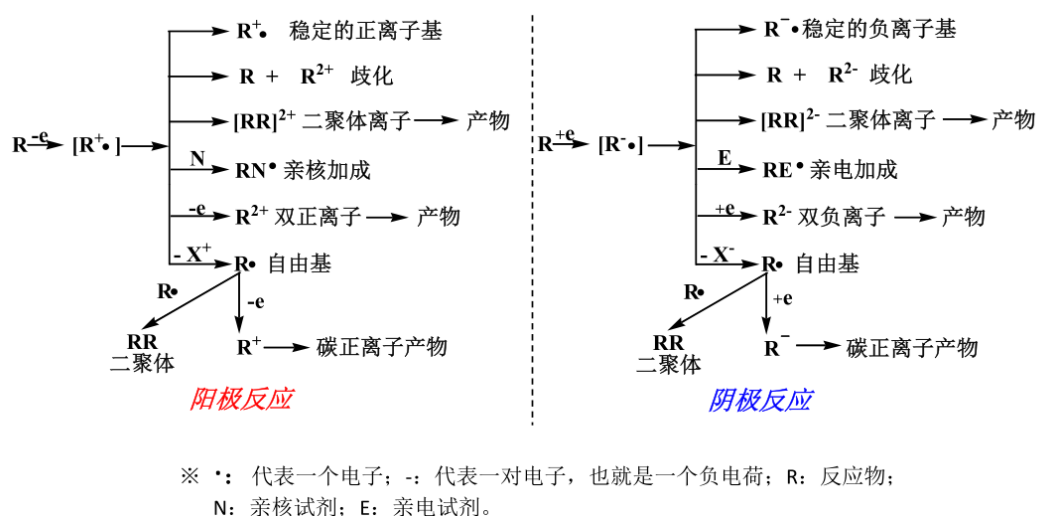 R⁺• 稳定的正离子基
R + R²⁺ 歧化
R -e [R⁺•] [RR]²⁺ 二聚体离子 产物
N RN• 亲核加成
-e R²⁺ 双正离子 产物
- X⁺ R• 自由基
R• -e
RR 二聚体 R⁺ 碳正离子产物
阳极反应
R⁻•稳定的负离子基
R + R²⁻ 歧化
R +e [R⁻•] [RR]²⁻ 二聚体离子 产物
E RE• 亲电加成
+e R²⁻ 双负离子 产物
- X⁻ R• 自由基
R• +e
RR 二聚体 R⁻ 碳正离子产物
阴极反应
※ •: 代表一个电子；-: 代表一对电子，也就是一个负电荷；R: 反应物；
N: 亲核试剂；E: 亲电试剂。